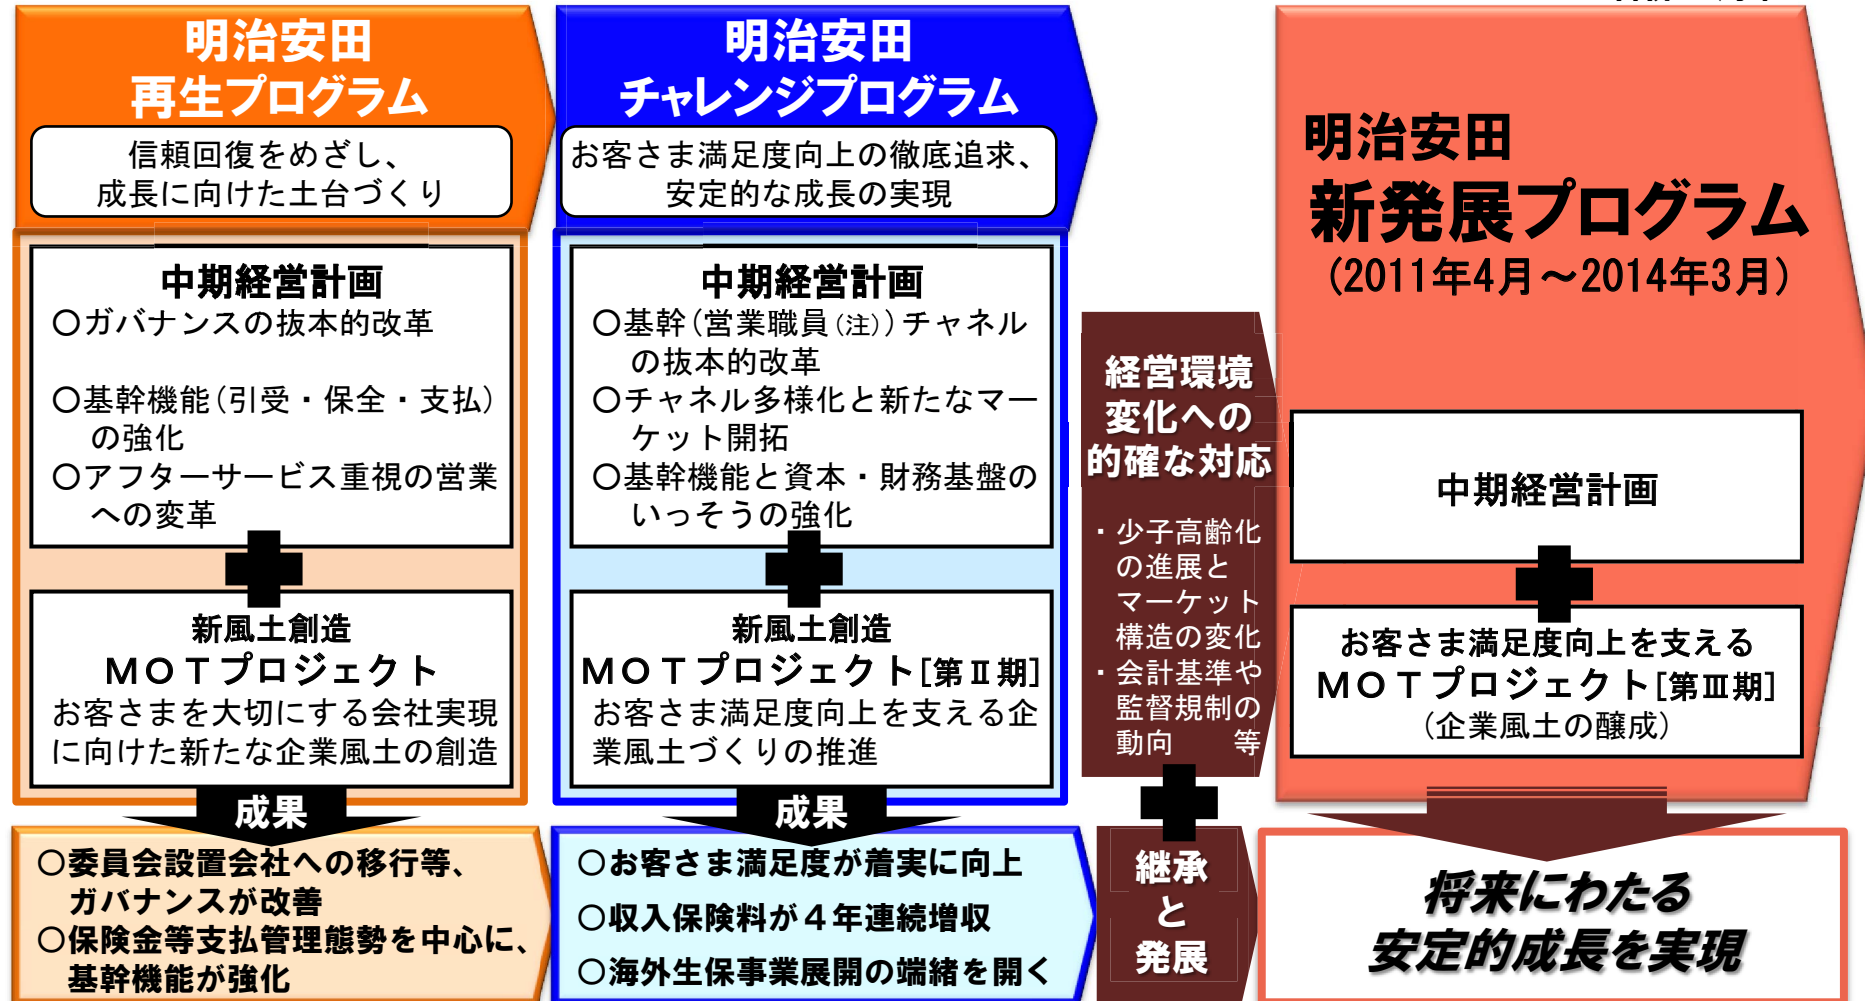 明治安田
再生プログラム
信頼回復をめざし、
成長に向けた土台づくり
中期経営計画
○ガバナンスの抜本的改革
○基幹機能(引受・保全・支払)
の強化
○アフターサービス重視の営業
への変革
新風土創造
MOTプロジェクト
お客さまを大切にする会社実現
に向けた新たな企業風土の創造
成果
○委員会設置会社への移行等、
ガバナンスが改善
○保険金等支払管理態勢を中心に、
基幹機能が強化
明治安田
チャレンジプログラム
お客さま満足度向上の徹底追求、
安定的な成長の実現
中期経営計画
○基幹(営業職員(注))チャネル
の抜本的改革
○チャネル多様化と新たなマー
ケット開拓
○基幹機能と資本・財務基盤の
いっそうの強化
新風土創造
MOTプロジェクト[第Ⅱ期]
お客さま満足度向上を支える企
業風土づくりの推進
成果
○お客さま満足度が着実に向上
○収入保険料が4年連続増収
○海外生保事業展開の端緒を開く
経営環境
変化への
的確な対応
・少子高齢化
の進展と
マーケット
構造の変化
・会計基準や
監督規制の
動向 等
継承
と
発展
明治安田
新発展プログラム
(2011年4月～2014年3月)
中期経営計画
お客さま満足度向上を支える
MOTプロジェクト[第Ⅲ期]
(企業風土の醸成)
将来にわたる
安定的成長を実現